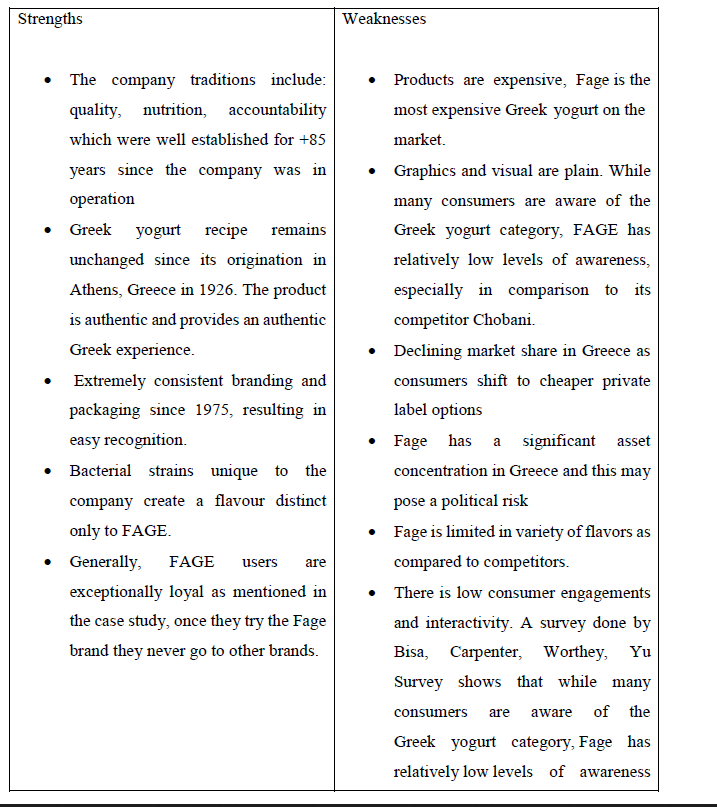 Strengths
• The company traditions include:
quality, nutrition, accountability
which were well established for +85
years since the company was in
operation
• Greek yogurt recipe remains
unchanged since its origination in
Athens, Greece in 1926. The product
is authentic and provides an authentic
Greek experience.
• Extremely consistent branding and
packaging since 1975, resulting in
easy recognition.
• Bacterial strains unique to the
company create a flavour distinct
only to FAGE.
• Generally, FAGE users are
exceptionally loyal as mentioned in
the case study, once they try the Fage
brand they never go to other brands.
Weaknesses
• Products are expensive, Fage is the
most expensive Greek yogurt on the
market.
• Graphics and visual are plain. While
many consumers are aware of the
Greek yogurt category, FAGE has
relatively low levels of awareness,
especially in comparison to its
competitor Chobani.
• Declining market share in Greece as
consumers shift to cheaper private
label options
• Fage has a significant asset
concentration in Greece and this may
pose a political risk
• Fage is limited in variety of flavors as
compared to competitors.
• There is low consumer engagements
and interactivity. A survey done by
Bisa, Carpenter, Worthey, Yu
Survey shows that while many
consumers are aware of the
Greek yogurt category, Fage has
relatively low levels of awareness